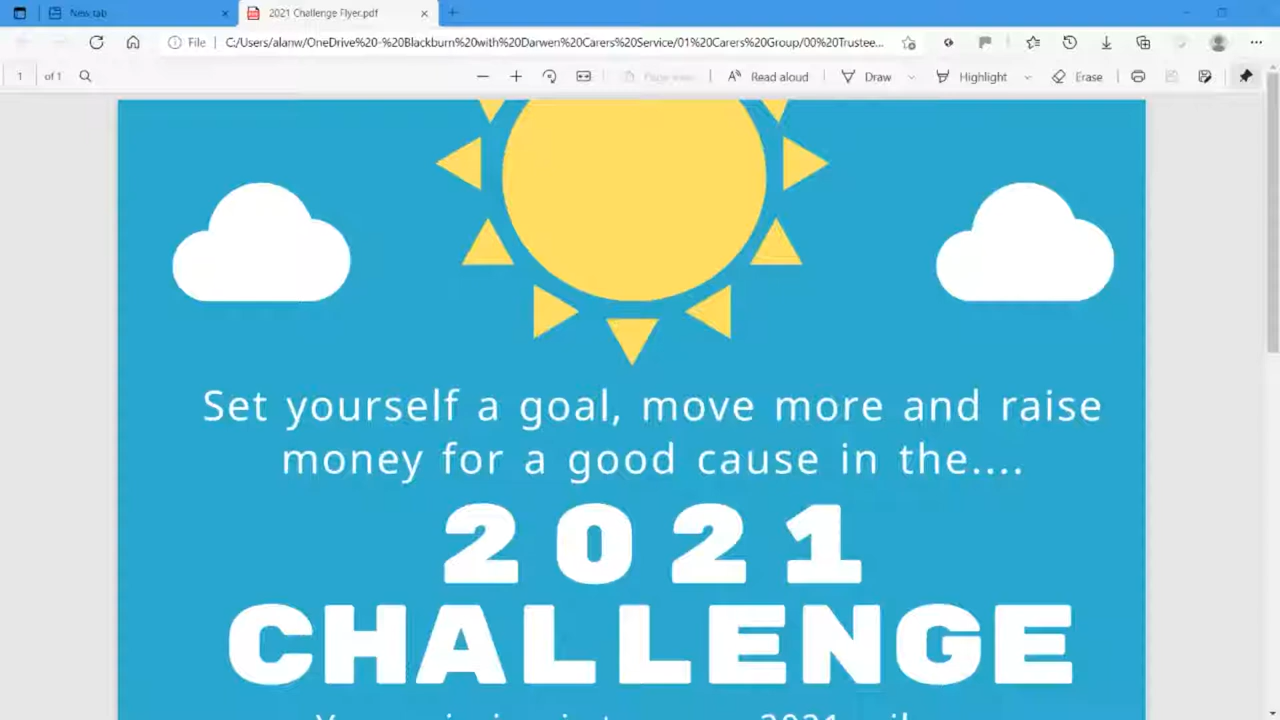 New tab
2021 Challenge Flyer.pdf
File
C:/Users/alanw/OneDrive%20-%20Blackburn%20with%20Darwen%20Carers%20Service/01%20Carers%20Group/00%20Trustee...
1 of 1
Page view
Read aloud
Draw
Highlight
Erase
Set yourself a goal, move more and raise
money for a good cause in the....
2021
CHALLENGE